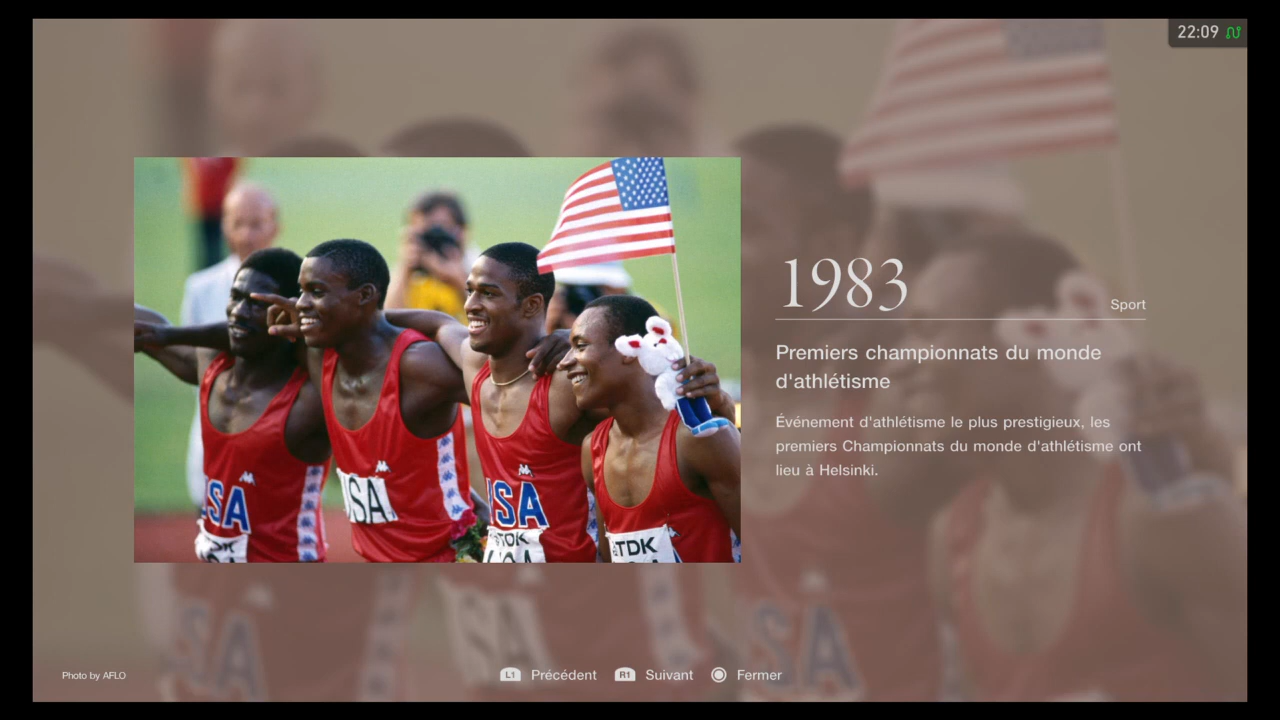 22:09
1983
Sport
Premiers championnats du monde
d'athlétisme
Événement d'athlétisme le plus prestigieux, les
premiers Championnats du monde d'athlétisme ont
lieu à Helsinki.
USA
USA
USA
TDK
TDK
Photo by AFLO
L1 Précédent R1 Suivant Fermer